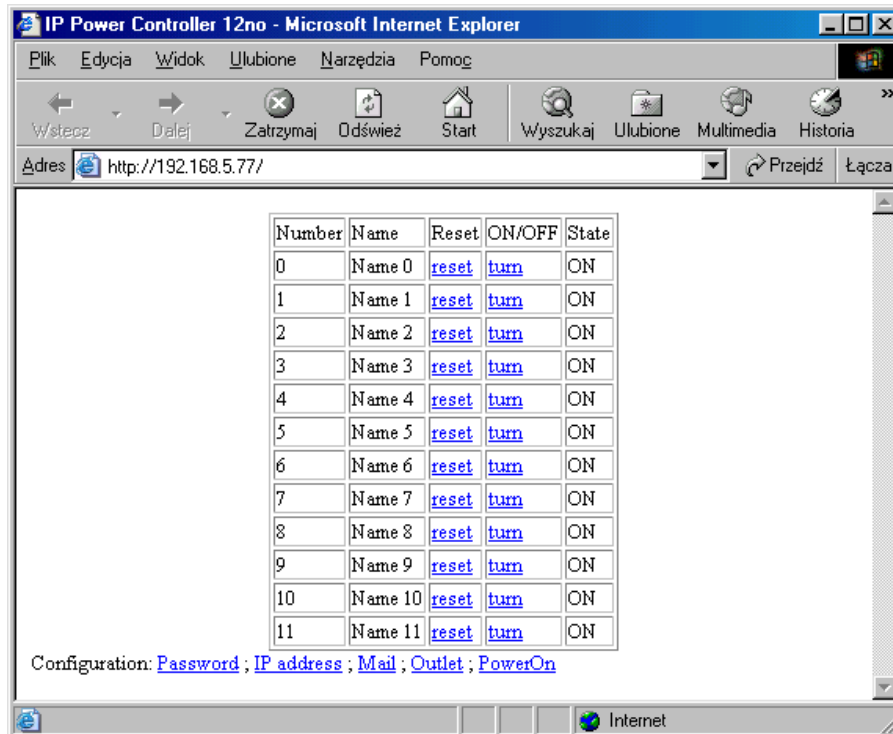 IP Power Controller 12no - Microsoft Internet Explorer
Plik Edycja Widok Ulubione Narzędzia Pomoc
Wstecz Dalej Zatrzymaj Odśwież Start Wyszukaj Ulubione Multimedia Historia »
Adres http://192.168.5.77/ Przejdź Łącza
Number Name Reset ON/OFF State
0 Name 0 reset turn ON
1 Name 1 reset turn ON
2 Name 2 reset turn ON
3 Name 3 reset turn ON
4 Name 4 reset turn ON
5 Name 5 reset turn ON
6 Name 6 reset turn ON
7 Name 7 reset turn ON
8 Name 8 reset turn ON
9 Name 9 reset turn ON
10 Name 10 reset turn ON
11 Name 11 reset turn ON
Configuration: Password ; IP address ; Mail ; Outlet ; PowerOn
Internet